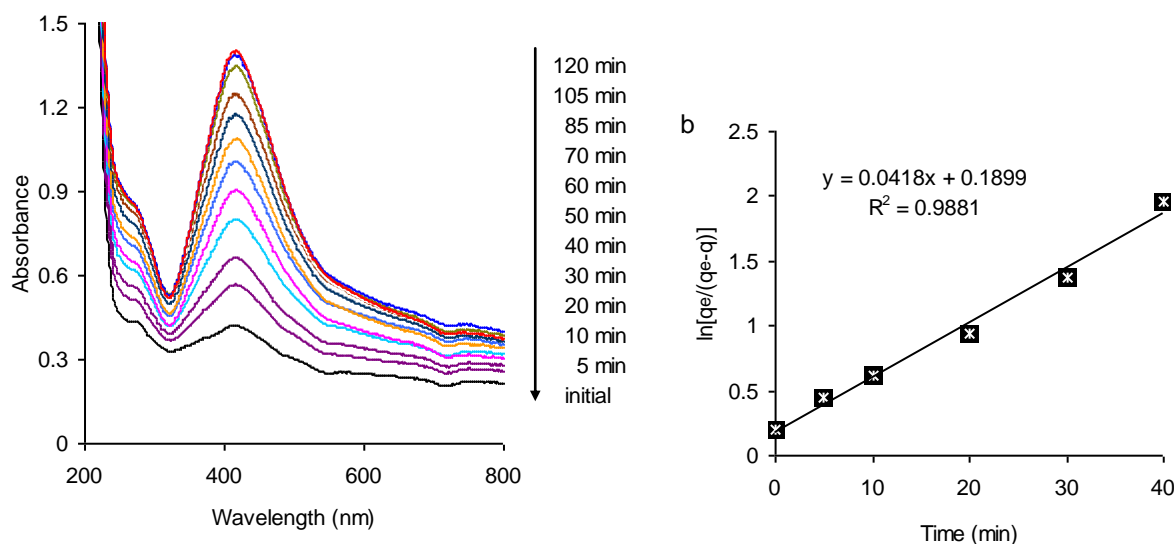 1.5
1.2
0.9
0.6
0.3
0
Absorbance
200
400
600
800
Wavelength (nm)
120 min
105 min
85 min
70 min
60 min
50 min
40 min
30 min
20 min
10 min
5 min
initial
b
2.5
2
1.5
1
0.5
0
ln[qe/(qe-q)]
y = 0.0418x + 0.1899
R² = 0.9881
0
10
20
30
40
Time (min)